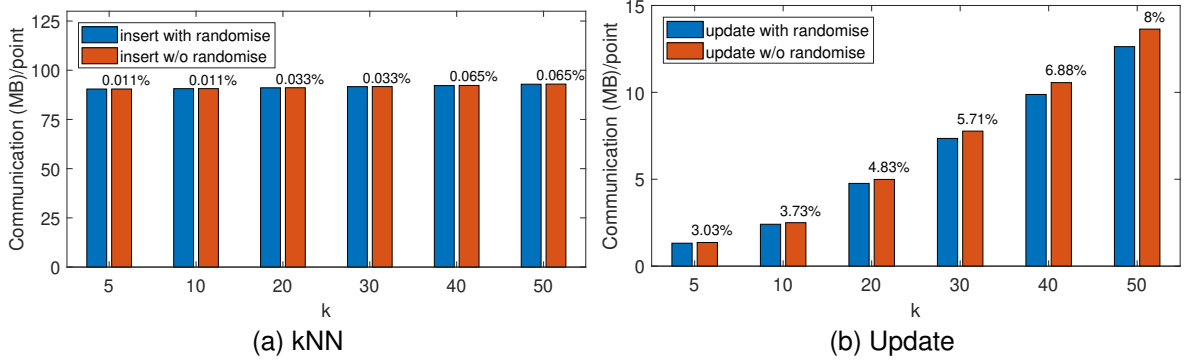 125
100
75
50
25
0
Communication (MB)/point
insert with randomise
insert w/o randomise
0.011% 0.011% 0.033% 0.033% 0.065% 0.065%
5 10 20 30 40 50
k
(a) kNN
15
10
5
0
Communication (MB)/point
update with randomise
update w/o randomise
3.03% 3.73% 4.83% 5.71% 6.88% 8%
5 10 20 30 40 50
k
(b) Update